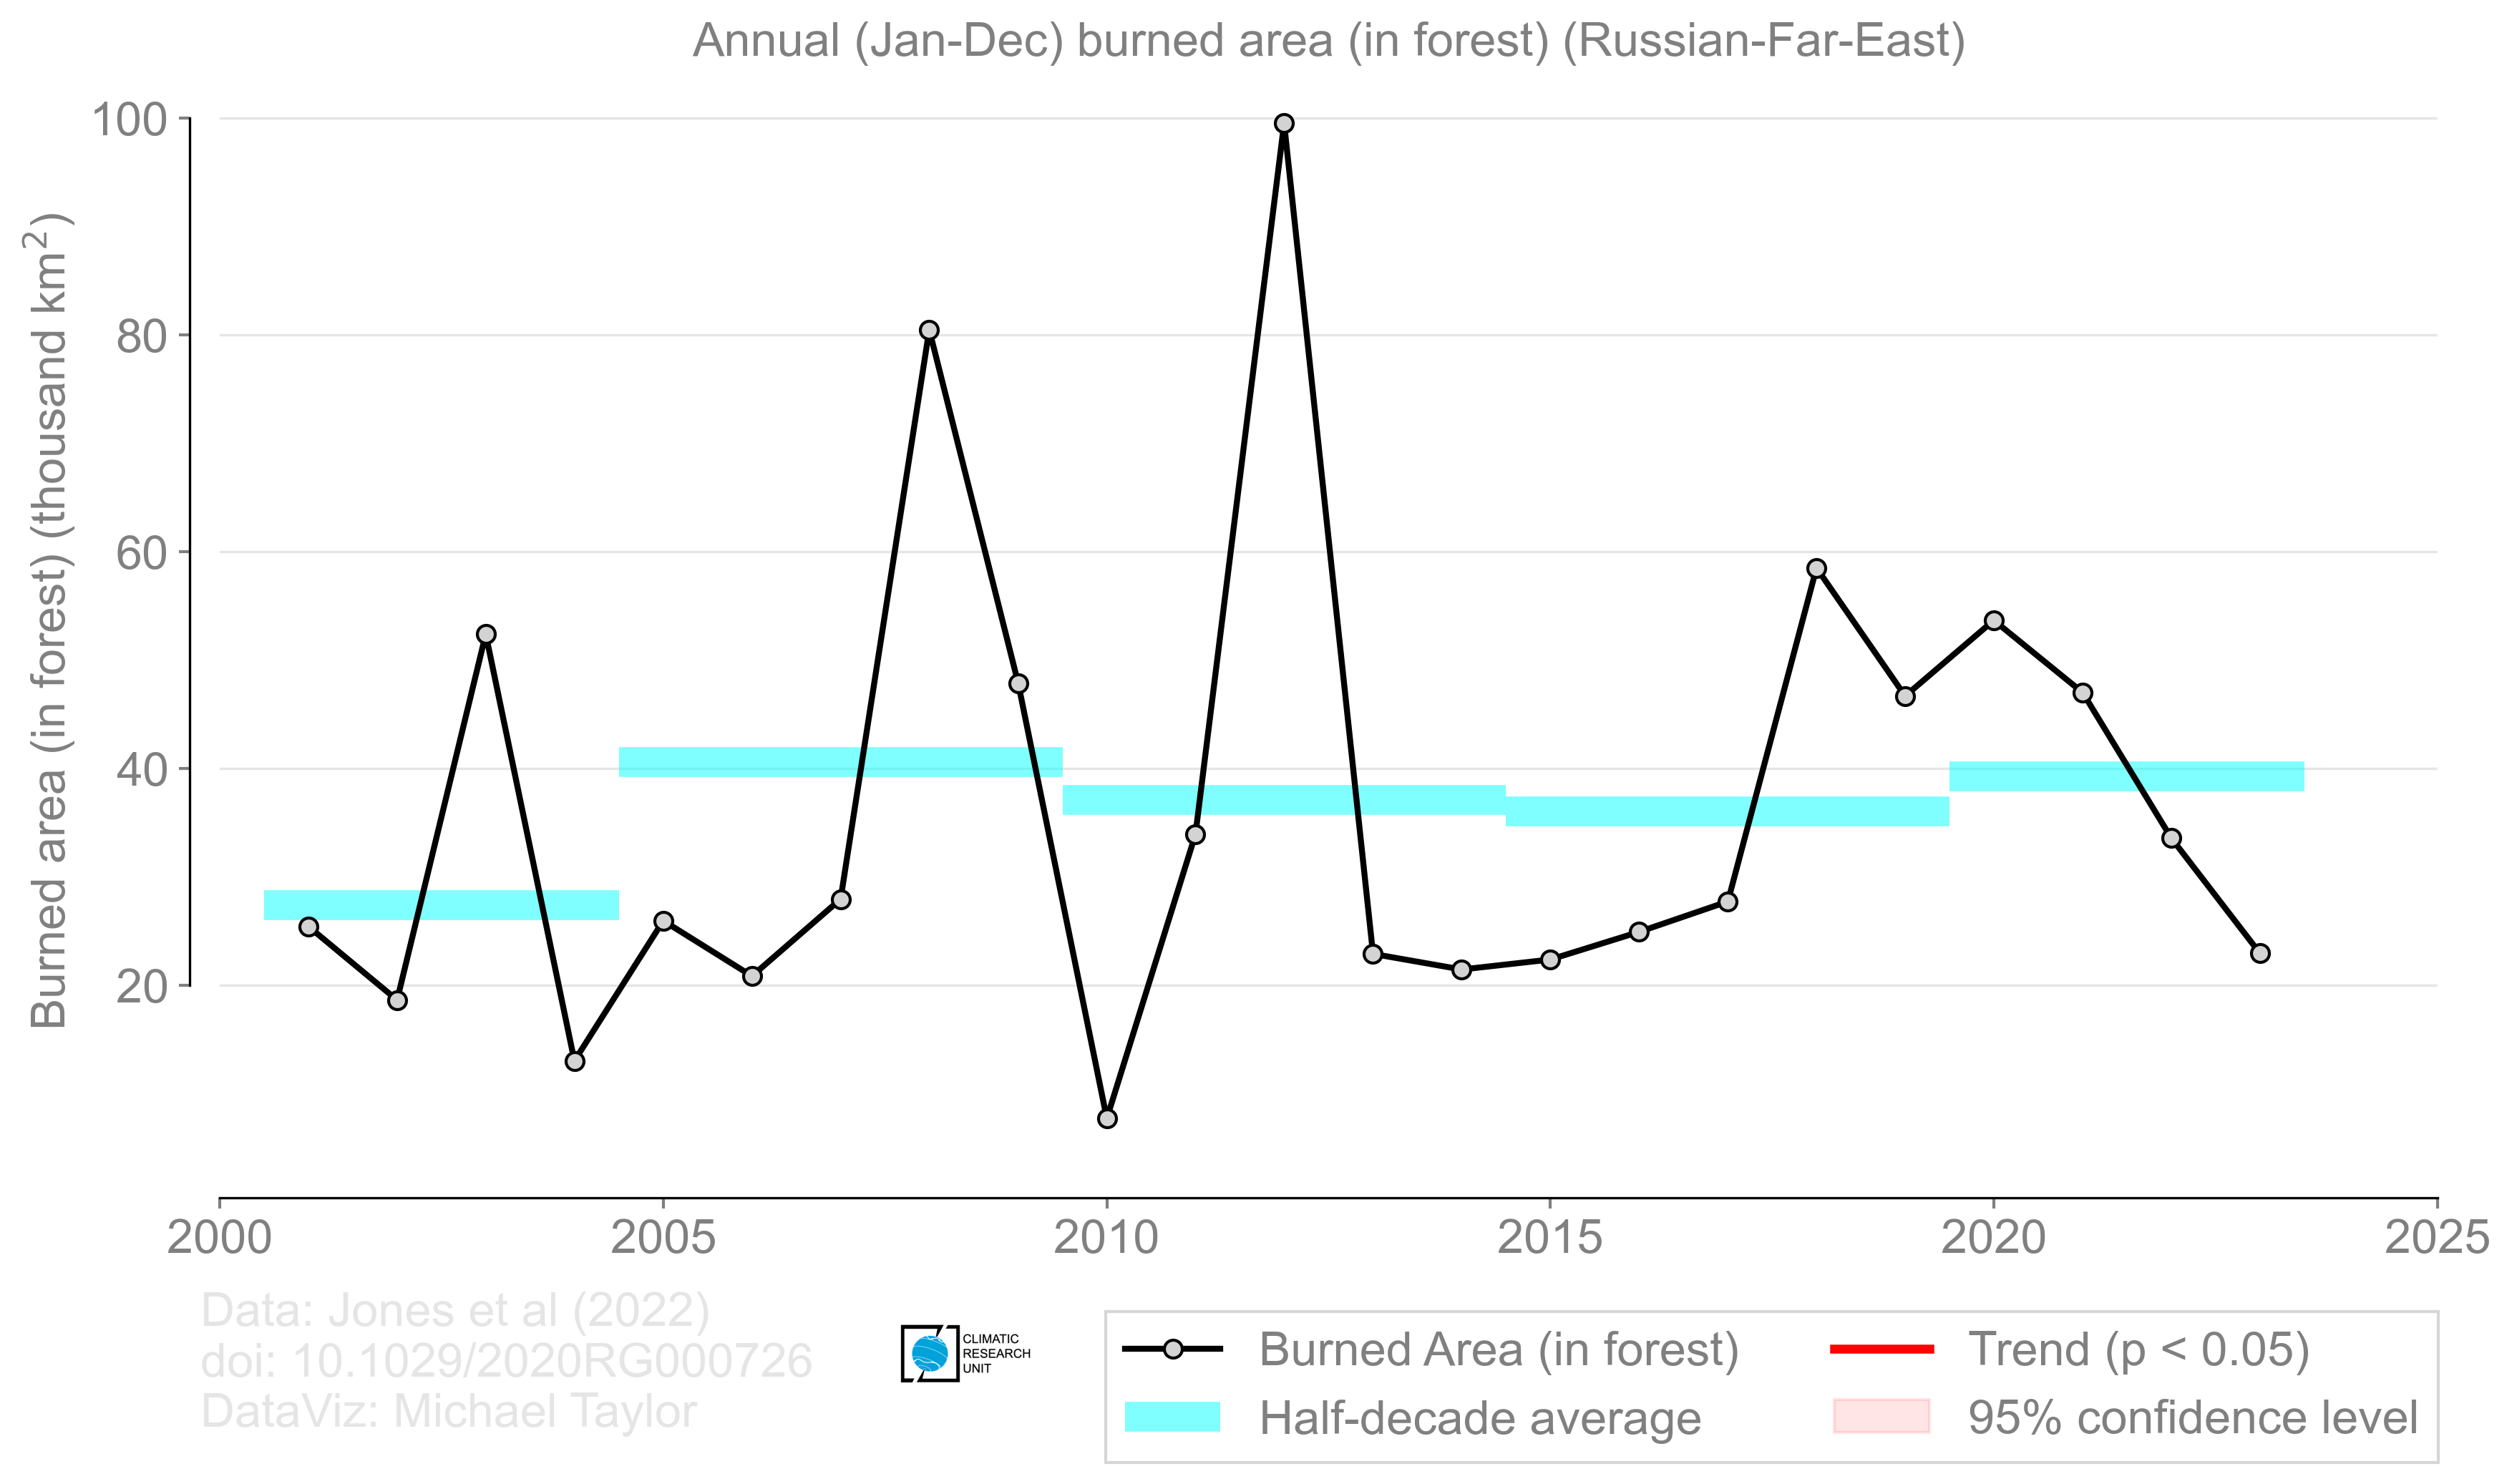 Annual (Jan-Dec) burned area (in forest) (Russian-Far-East)
Burned area (in forest) (thousand km²)
100
80
60
40
20
2000 2005 2010 2015 2020 2025
Data: Jones et al (2022)
doi: 10.1029/2020RG000726
DataViz: Michael Taylor
CLIMATIC
RESEARCH
UNIT
Burned Area (in forest)
Half-decade average
Trend (p < 0.05)
95% confidence level